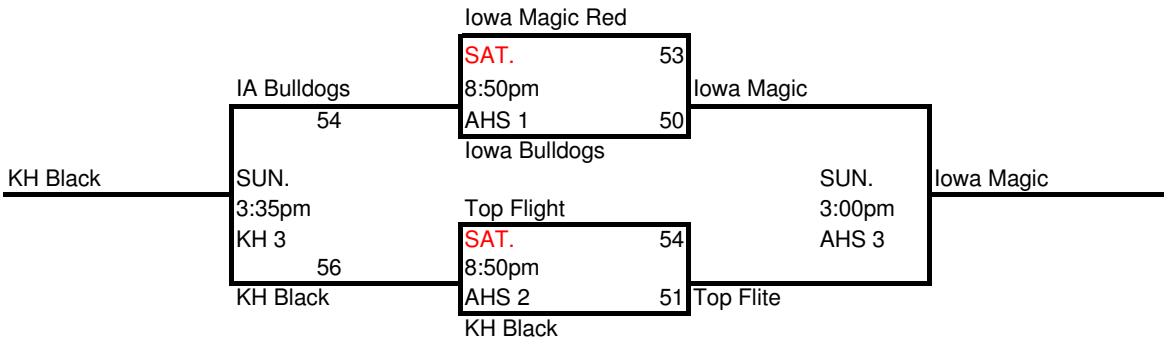 Iowa Magic Red
SAT. 53
IA Bulldogs 8:50pm Iowa Magic
54 AHS 1 50
Iowa Bulldogs
KH Black SUN. SUN. Iowa Magic
3:35pm Top Flight 3:00pm
KH 3 SAT. 54 AHS 3
56 8:50pm
KH Black AHS 2 51 Top Flite
KH Black